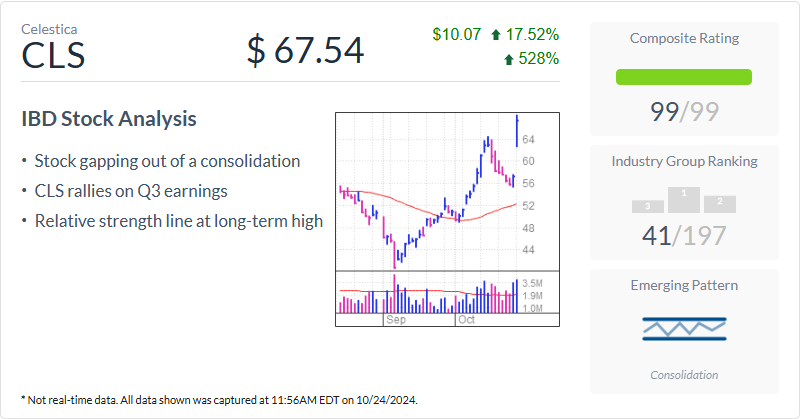 Celestica
CLS
$ 67.54
$10.07 17.52%
528%
IBD Stock Analysis
• Stock gapping out of a consolidation
• CLS rallies on Q3 earnings
• Relative strength line at long-term high
64
60
56
52
48
44
3.5M
1.9M
1.0M
Sep
Oct
* Not real-time data. All data shown was captured at 11:56AM EDT on 10/24/2024.
Composite Rating
99/99
Industry Group Ranking
3 1 2
41/197
Emerging Pattern
Consolidation